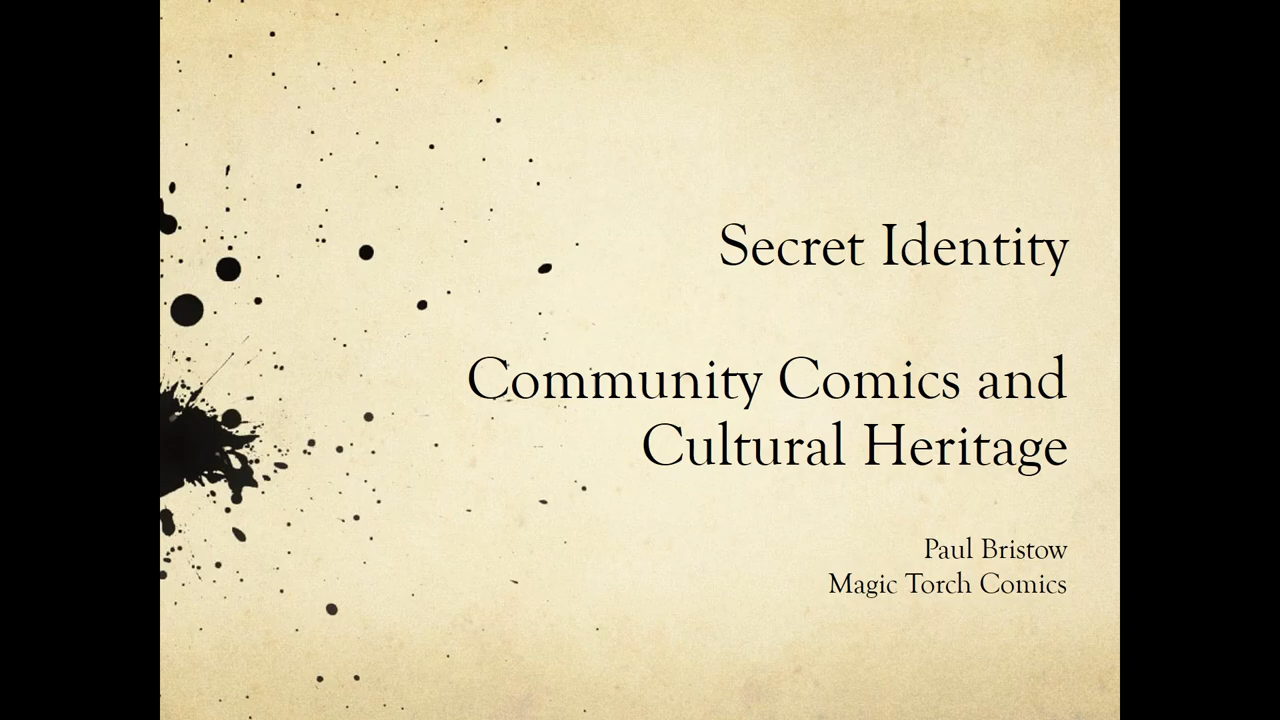 Secret Identity
Community Comics and
Cultural Heritage
Paul Bristow
Magic Torch Comics